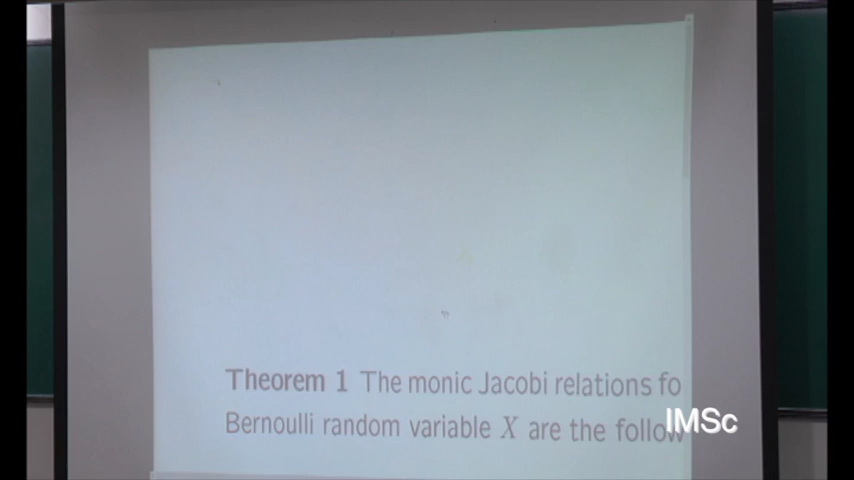 Theorem 1 The monic Jacobi relations fo
Bernoulli random variable X are the follow
IMSc